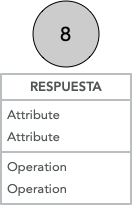 8
RESPUESTA
Attribute
Attribute
Operation
Operation